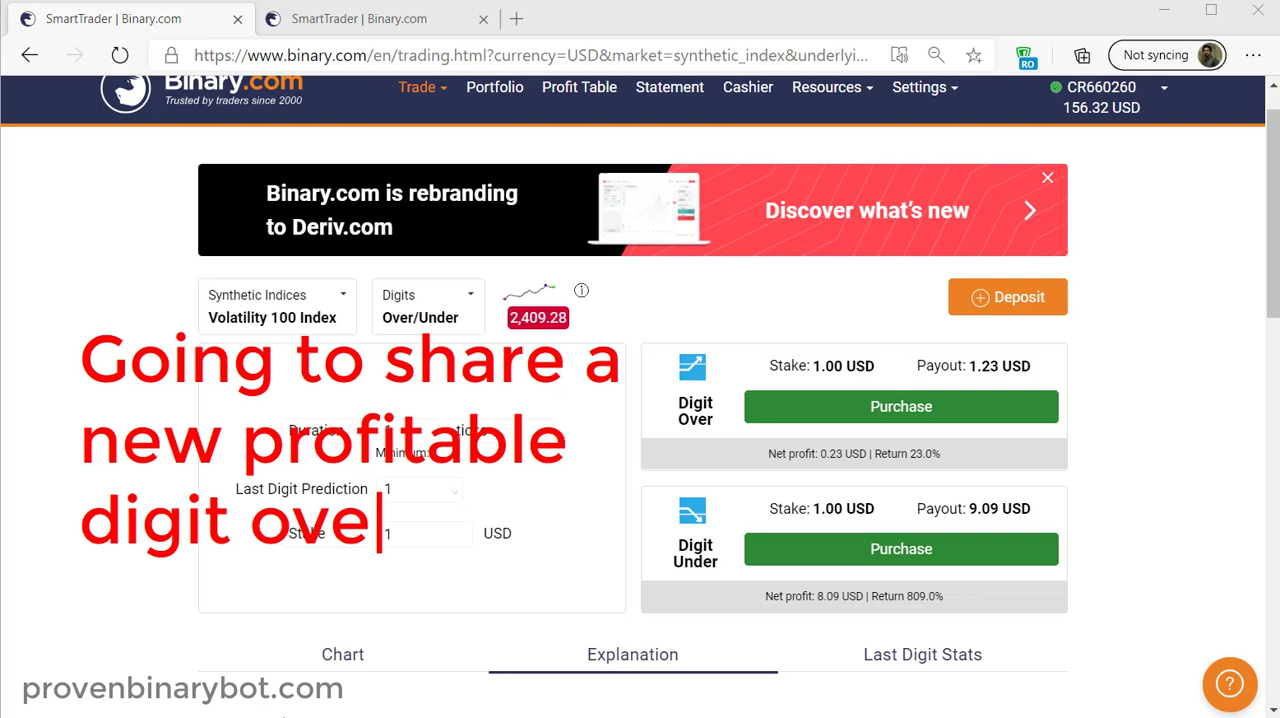 SmartTrader | Binary.com
SmartTrader | Binary.com
https://www.binary.com/en/trading.html?currency=USD&market=synthetic_index&underlyi...
RO
Not syncing
Binary.com
Trusted by traders since 2000
Trade
Portfolio
Profit Table
Statement
Cashier
Resources
Settings
CR660260
156.32 USD
Binary.com is rebranding
to Deriv.com
Discover what's new
Synthetic Indices
Volatility 100 Index
Digits
Over/Under
2,409.28
Deposit
Going to share a
new profitable
digit ove
Duration
1
ticks
Minimum:
Last Digit Prediction
1
Stake
1
USD
Digit
Over
Stake: 1.00 USD
Payout: 1.23 USD
Purchase
Net profit: 0.23 USD | Return 23.0%
Digit
Under
Stake: 1.00 USD
Payout: 9.09 USD
Purchase
Net profit: 8.09 USD | Return 809.0%
Chart
Explanation
Last Digit Stats
provenbinarybot.com